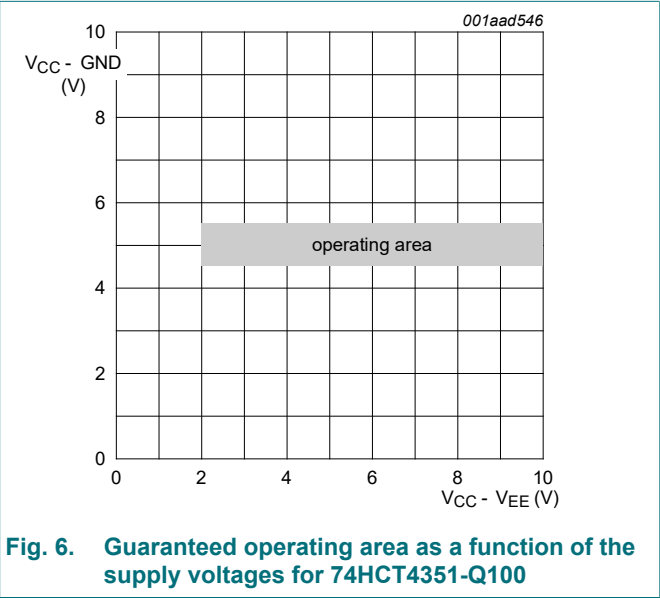 001aad546
10
VCC - GND
(V)
8
6
operating area
4
2
0
0 2 4 6 8 10
VCC - VEE (V)
Fig. 6. Guaranteed operating area as a function of the
supply voltages for 74HCT4351-Q100